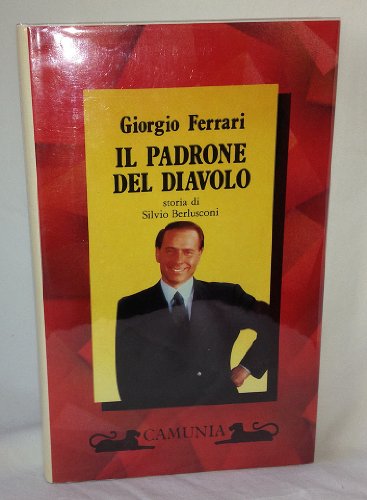 Giorgio Ferrari
IL PADRONE
DEL DIAVOLO
storia di
Silvio Berlusconi
CAMUNIA